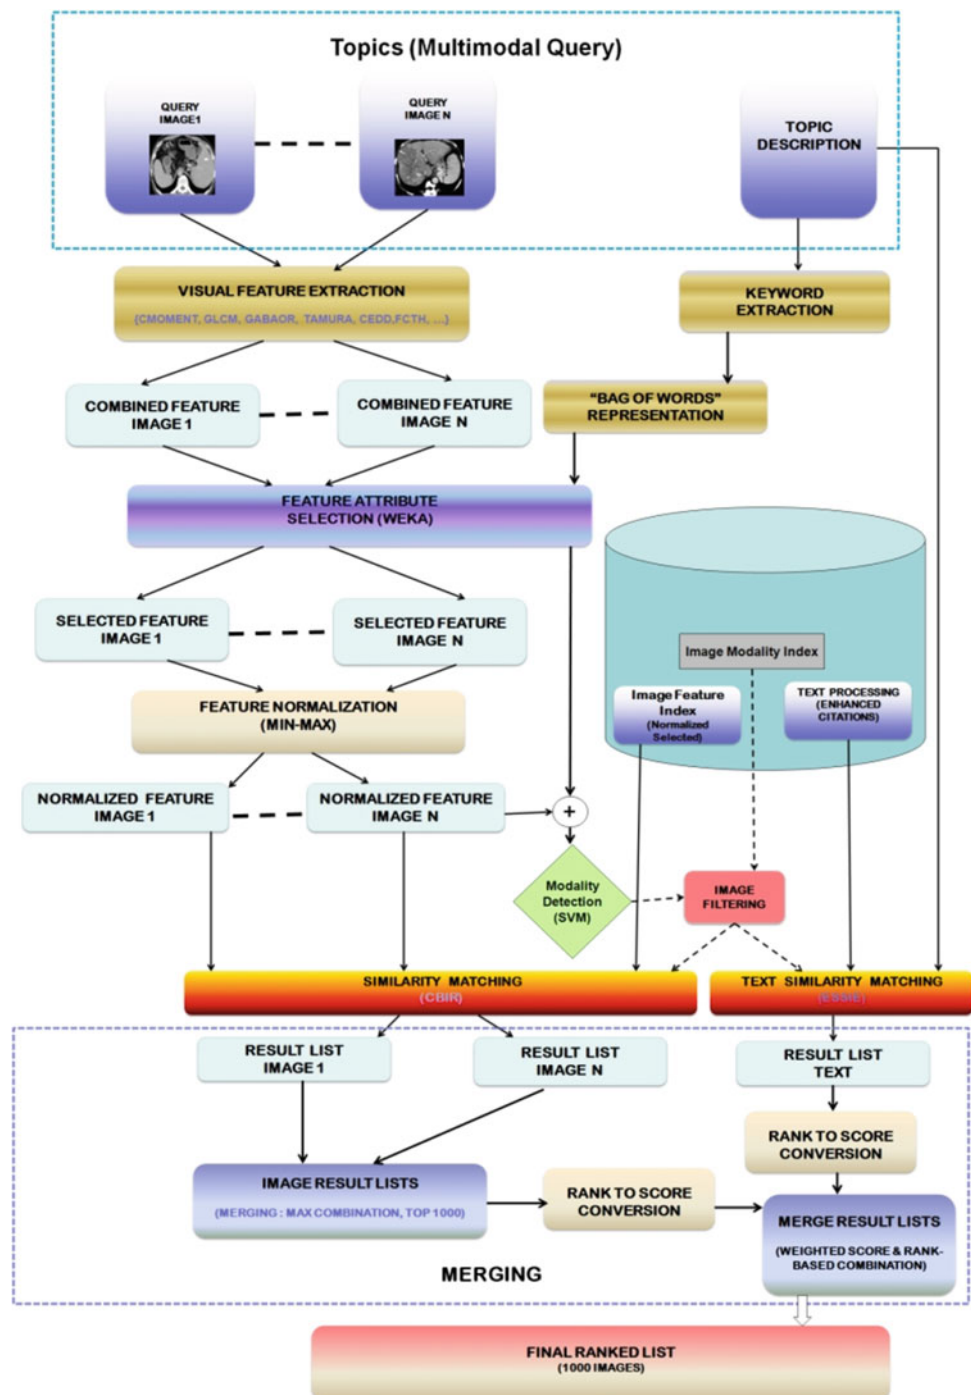 Topics (Multimodal Query)
QUERY
IMAGE1
QUERY
IMAGE N
TOPIC
DESCRIPTION
VISUAL FEATURE EXTRACTION
(CMOMENT, GLCM, GABAOR, TAMURA, CEDD,FCTH, ...)
KEYWORD
EXTRACTION
COMBINED FEATURE
IMAGE 1
COMBINED FEATURE
IMAGE N
"BAG OF WORDS"
REPRESENTATION
FEATURE ATTRIBUTE
SELECTION (WEKA)
SELECTED FEATURE
IMAGE 1
SELECTED FEATURE
IMAGE N
Image Modality Index
Image Feature
Index
(Normalized
Selected)
TEXT PROCESSING
(ENHANCED
CITATIONS)
FEATURE NORMALIZATION
(MIN-MAX)
NORMALIZED FEATURE
IMAGE 1
NORMALIZED FEATURE
IMAGE N
+
Modality
Detection
(SVM)
IMAGE
FILTERING
SIMILARITY MATCHING
(CBIR)
TEXT SIMILARITY MATCHING
(ESSIE)
RESULT LIST
IMAGE 1
RESULT LIST
IMAGE N
RESULT LIST
TEXT
RANK TO SCORE
CONVERSION
IMAGE RESULT LISTS
(MERGING : MAX COMBINATION, TOP 1000)
RANK TO SCORE
CONVERSION
MERGE RESULT LISTS
(WEIGHTED SCORE & RANK-
BASED COMBINATION)
MERGING
FINAL RANKED LIST
(1000 IMAGES)